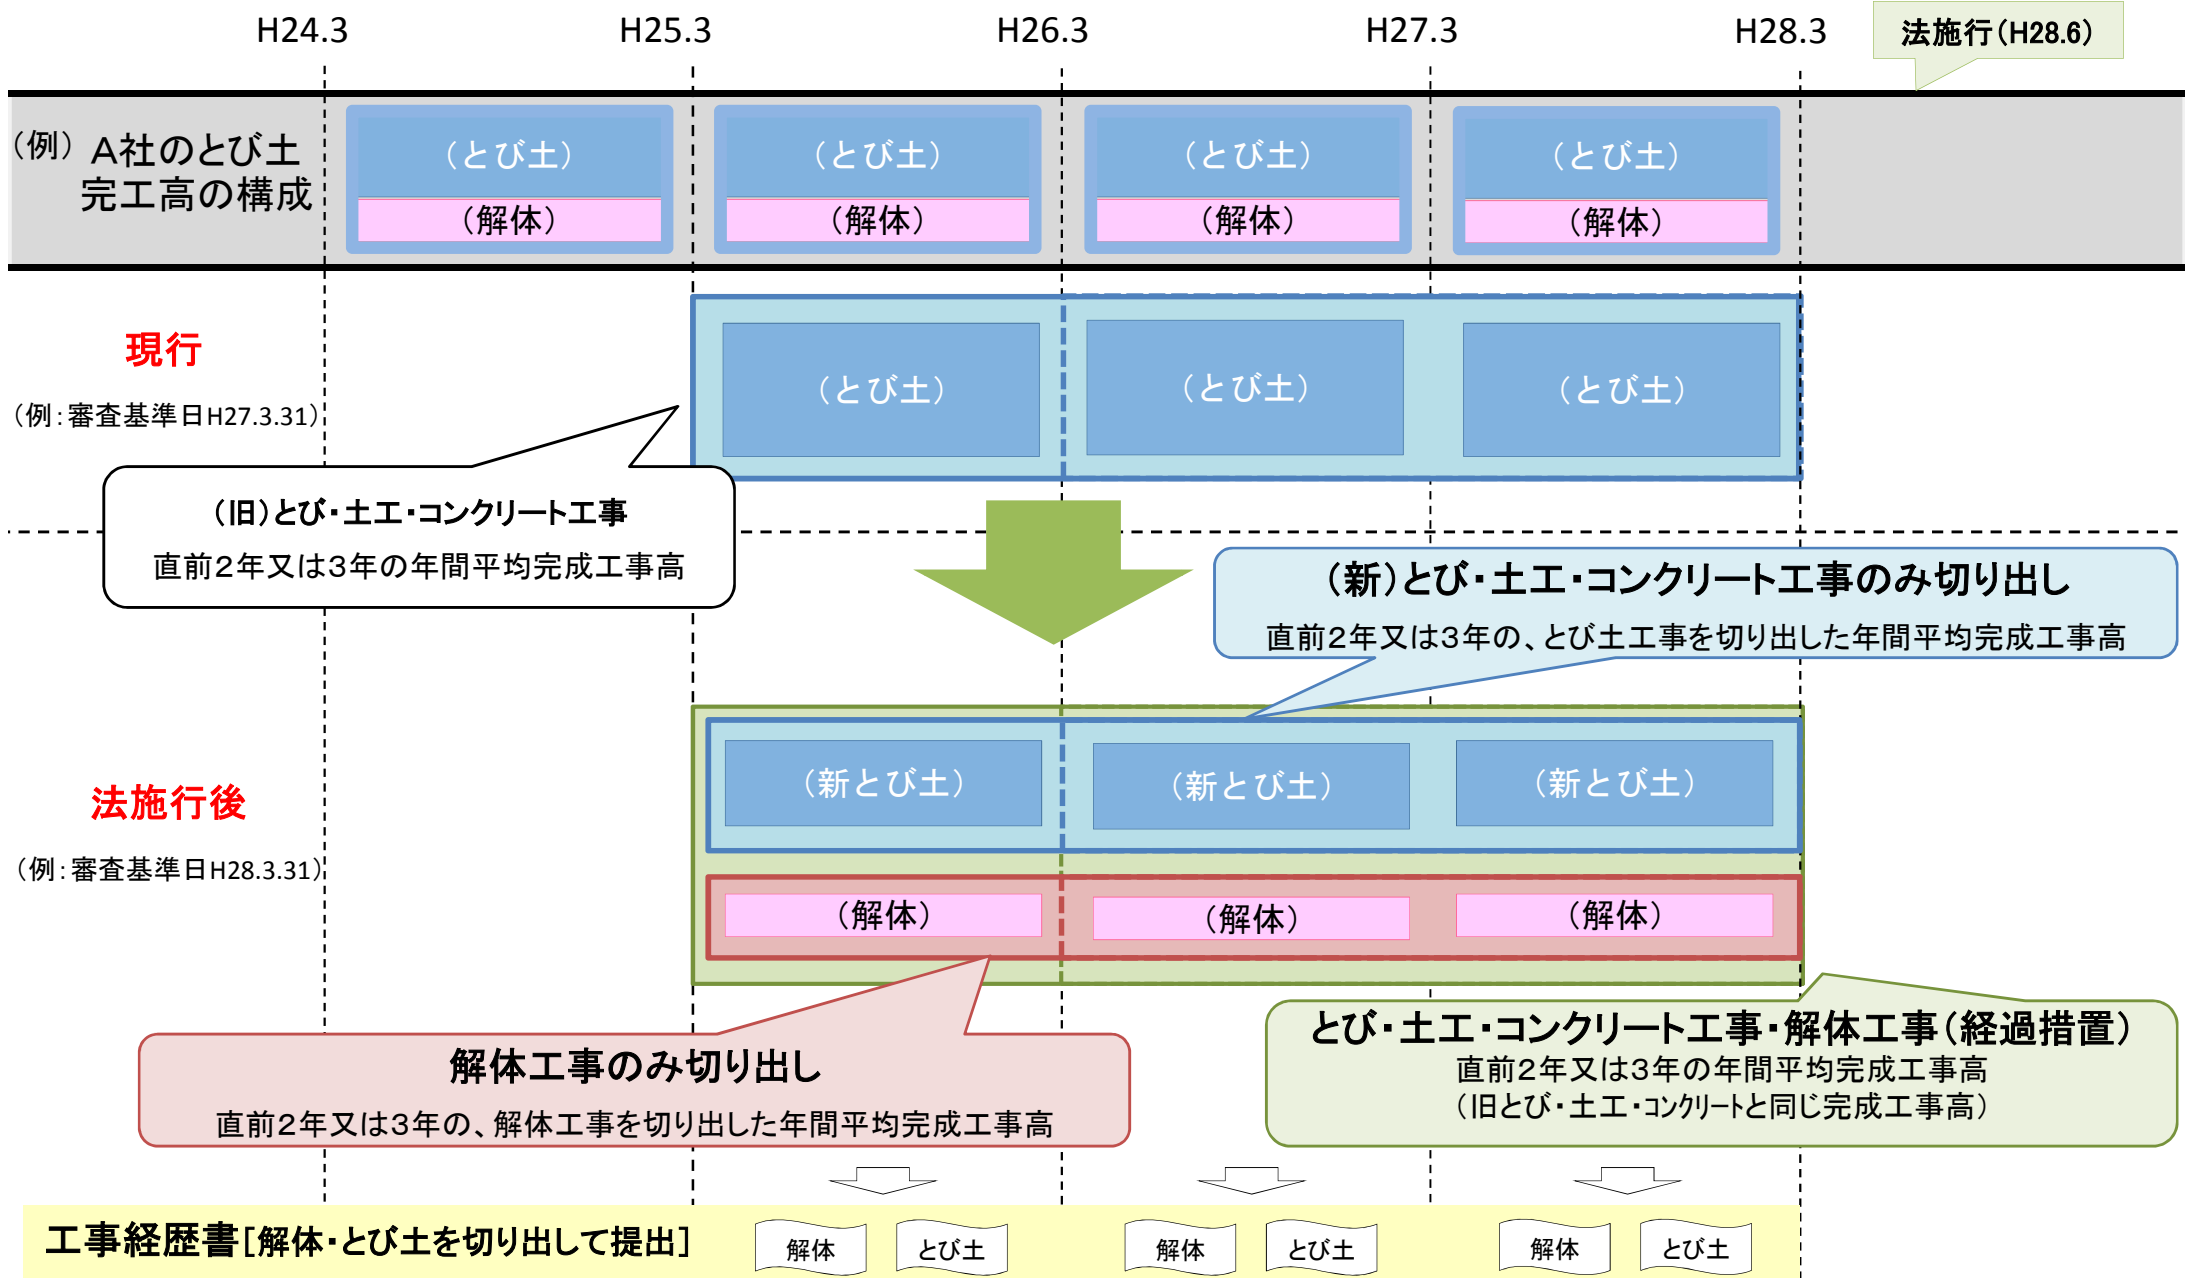 H24.3
H25.3
H26.3
H27.3
H28.3
法施行(H28.6)
(例)
A社のとび土
完工高の構成
(とび土)
(とび土)
(とび土)
(とび土)
(解体)
(解体)
(解体)
(解体)
現行
(例:審査基準日H27.3.31)
(とび土)
(とび土)
(とび土)
(旧)とび・土工・コンクリート工事
直前2年又は3年の年間平均完成工事高
(新)とび・土工・コンクリート工事のみ切り出し
直前2年又は3年の、とび土工事を切り出した年間平均完成工事高
法施行後
(例:審査基準日H28.3.31)
(新とび土)
(新とび土)
(新とび土)
(解体)
(解体)
(解体)
解体工事のみ切り出し
直前2年又は3年の、解体工事を切り出した年間平均完成工事高
とび・土工・コンクリート工事・解体工事(経過措置)
直前2年又は3年の年間平均完成工事高
(旧とび・土工・コンクリートと同じ完成工事高)
工事経歴書[解体・とび土を切り出して提出]
解体
とび土
解体
とび土
解体
とび土